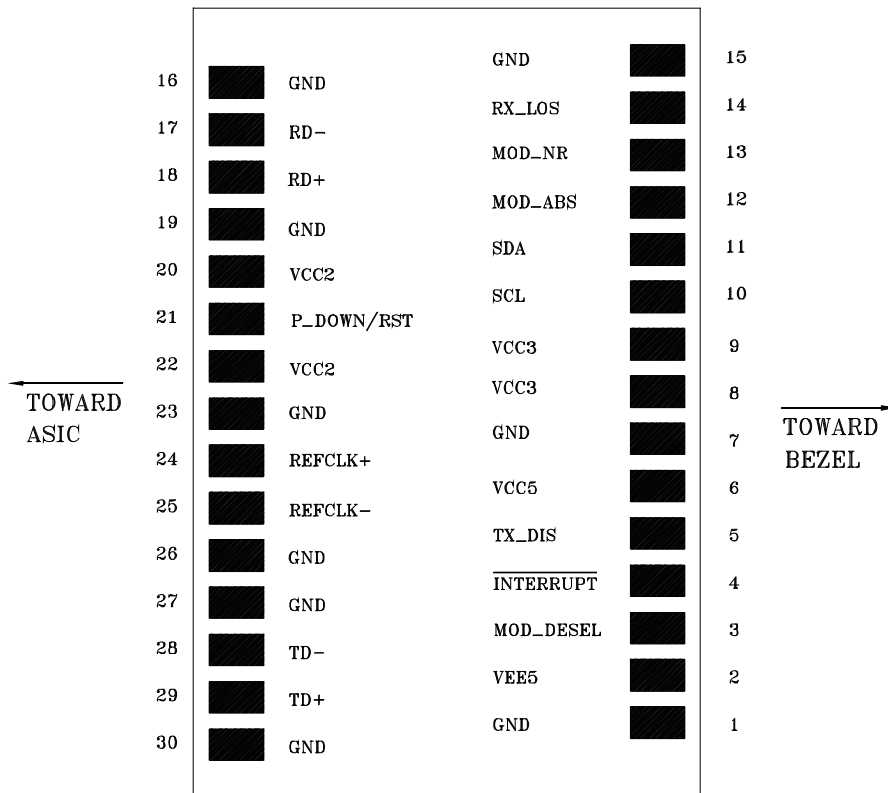 GND 15
16 GND
RX_LOS 14
17 RD-
MOD_NR 13
18 RD+
MOD_ABS 12
19 GND
SDA 11
20 VCC2
SCL 10
21 P_DOWN/RST
VCC3 9
22 VCC2
VCC3 8
TOWARD
ASIC
23 GND
GND 7
TOWARD
BEZEL
24 REFCLK+
VCC5 6
25 REFCLK-
TX_DIS 5
26 GND
INTERRUPT 4
27 GND
MOD_DESEL 3
28 TD-
VEE5 2
29 TD+
GND 1
30 GND